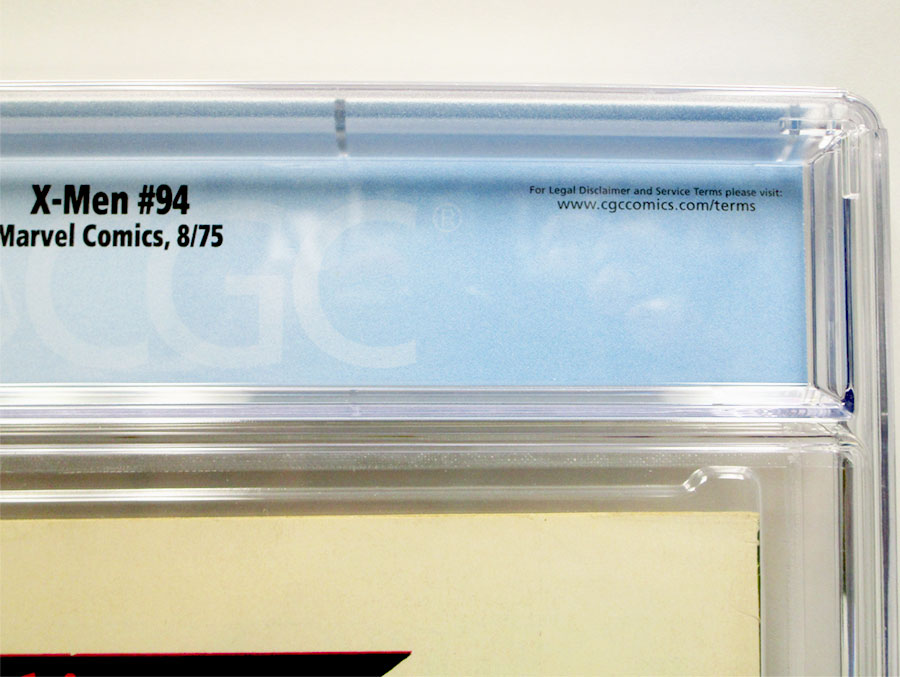 X-Men #94
Marvel Comics, 8/75
For Legal Disclaimer and Service Terms please visit:
www.cgccomics.com/terms
CGC®